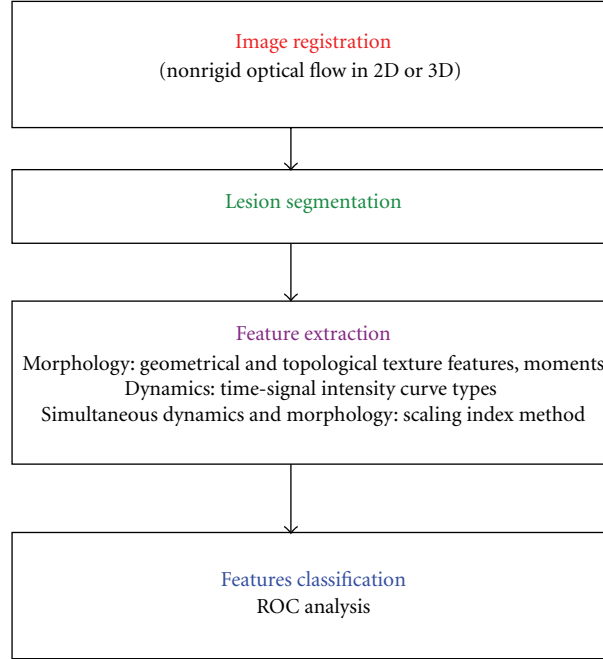 Image registration
(nonrigid optical flow in 2D or 3D)
Lesion segmentation
Feature extraction
Morphology: geometrical and topological texture features, moments
Dynamics: time-signal intensity curve types
Simultaneous dynamics and morphology: scaling index method
Features classification
ROC analysis